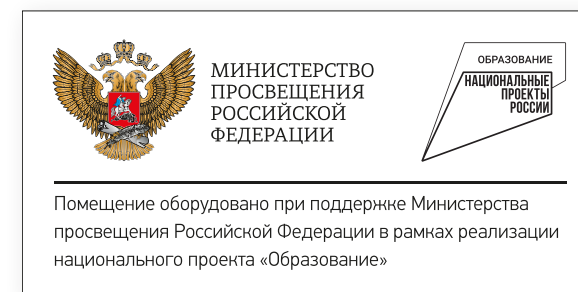 МИНИСТЕРСТВО
ПРОСВЕЩЕНИЯ
РОССИЙСКОЙ
ФЕДЕРАЦИИ
ОБРАЗОВАНИЕ
НАЦИОНАЛЬНЫЕ
ПРОЕКТЫ
РОССИИ
Помещение оборудовано при поддержке Министерства
просвещения Российской Федерации в рамках реализации
национального проекта «Образование»